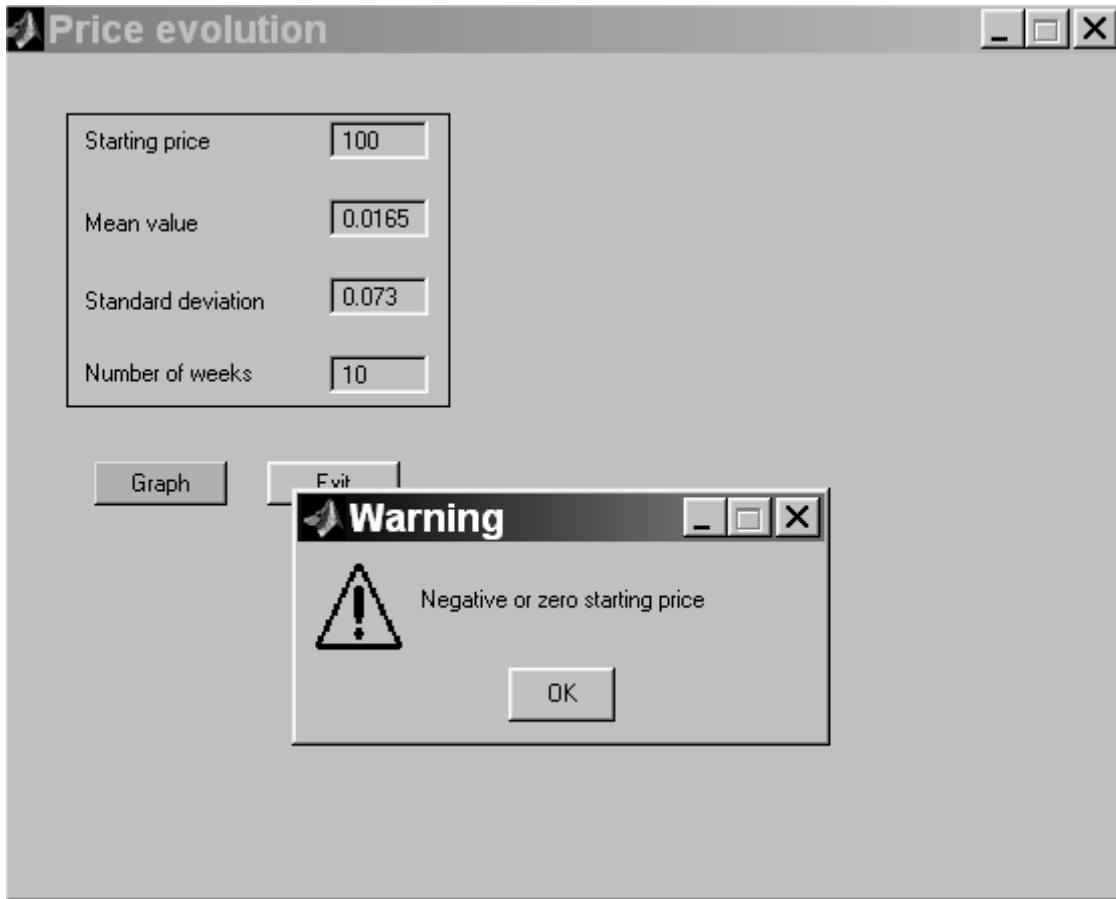 Price evolution
Starting price 100
Mean value 0.0165
Standard deviation 0.073
Number of weeks 10
Graph Exit
Warning
Negative or zero starting price
OK